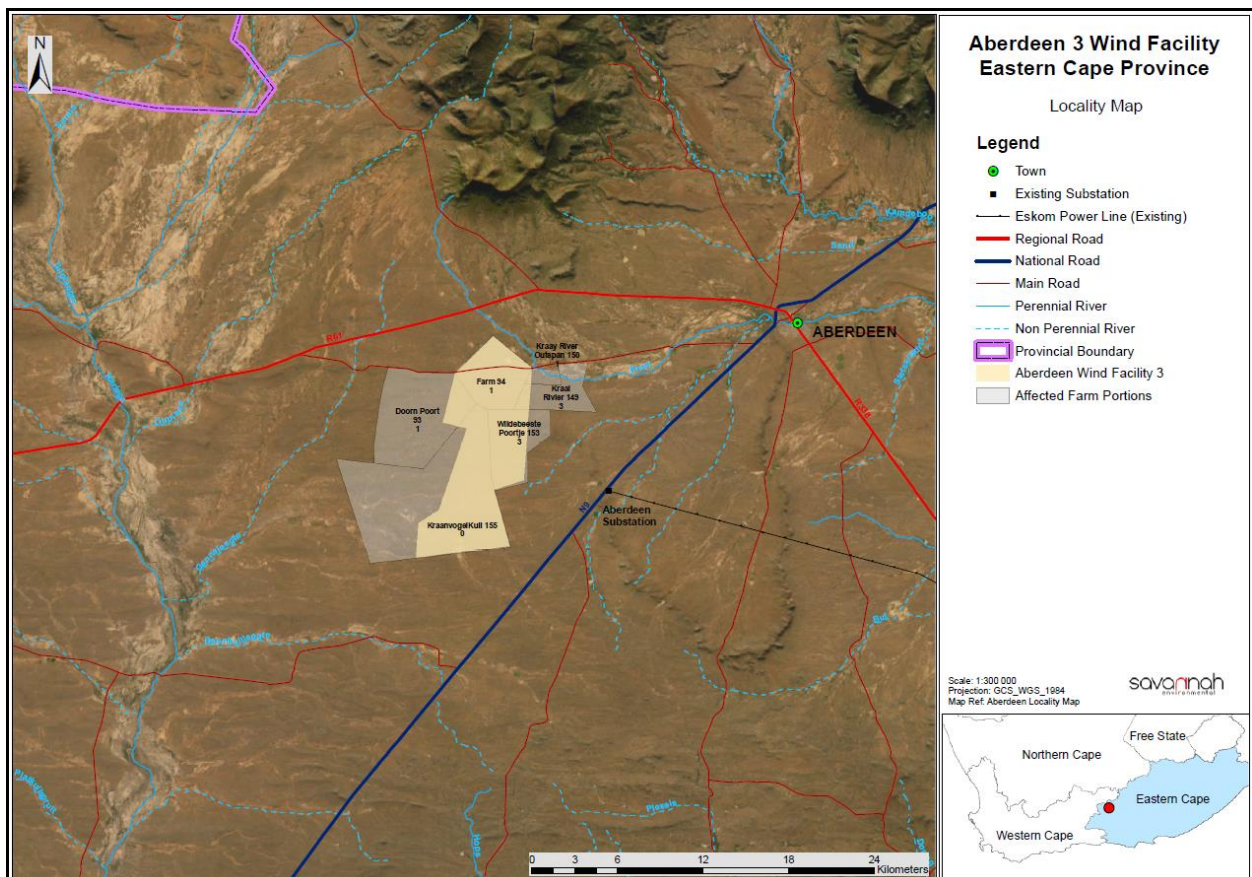 N
Aberdeen 3 Wind Facility
Eastern Cape Province
Locality Map
Legend
Town
Existing Substation
Eskom Power Line (Existing)
Regional Road
National Road
Main Road
Perennial River
Non Perennial River
Provincial Boundary
Aberdeen Wind Facility 3
Affected Farm Portions
R61
ABERDEEN
R338
N9
Aberdeen
Substation
Kraay River
Outspan 150
1
Farm 94
1
Kraal
Rivier 149
3
Doorn Poort
93
1
Wildebeeste
Poortje 153
3
KraanvogelKuil 155
0
0 3 6 12 18 24
Kilometers
Scale: 1:300 000
Projection: GCS_WGS_1984
Map Ref: Aberdeen Locality Map
savannah
environmental
Free State
Northern Cape
Eastern Cape
Western Cape